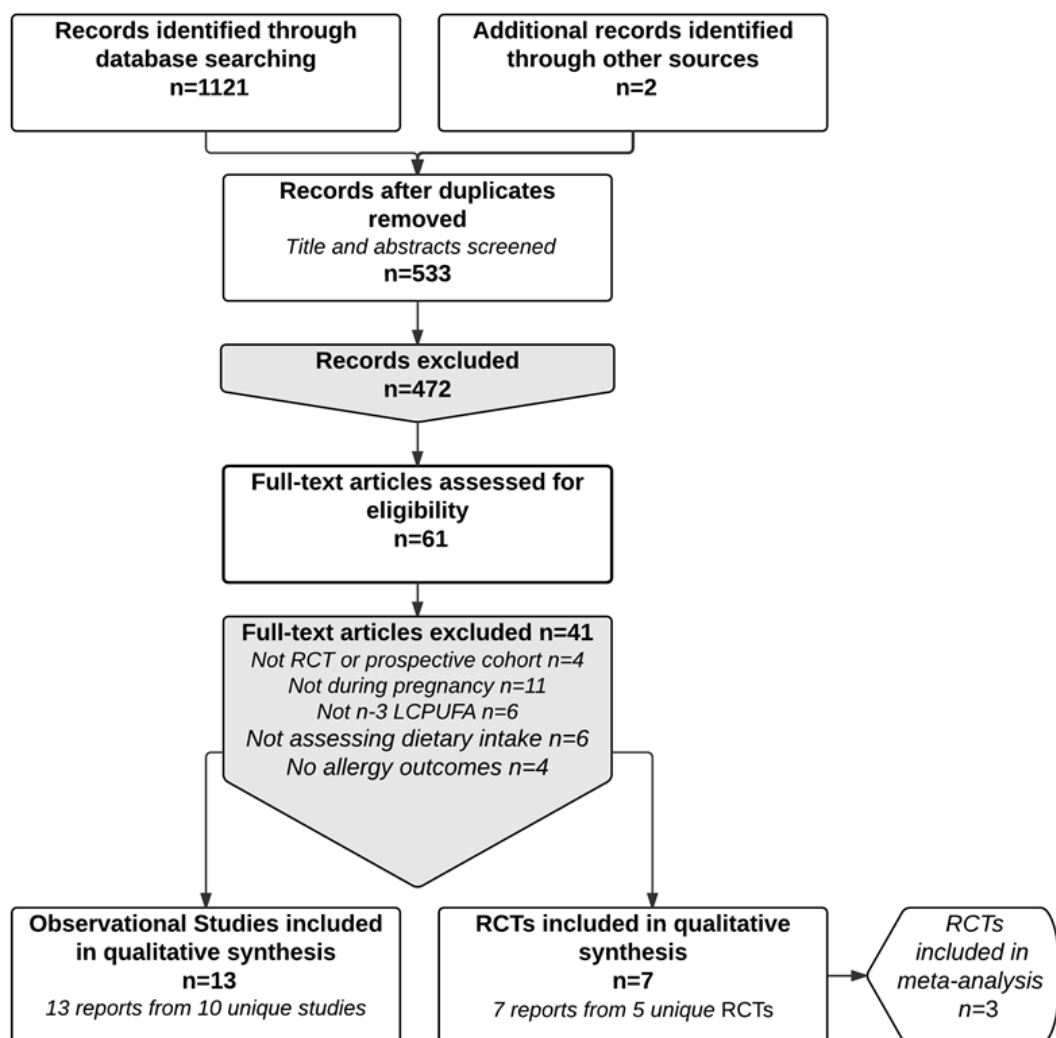 Records identified through
database searching
n=1121
Additional records identified
through other sources
n=2
Records after duplicates
removed
Title and abstracts screened
n=533
Records excluded
n=472
Full-text articles assessed for
eligibility
n=61
Full-text articles excluded n=41
Not RCT or prospective cohort n=4
Not during pregnancy n=11
Not n-3 LCPUFA n=6
Not assessing dietary intake n=6
No allergy outcomes n=4
Observational Studies included
in qualitative synthesis
n=13
13 reports from 10 unique studies
RCTs included in qualitative
synthesis
n=7
7 reports from 5 unique RCTs
RCTs
included in
meta-analysis
n=3